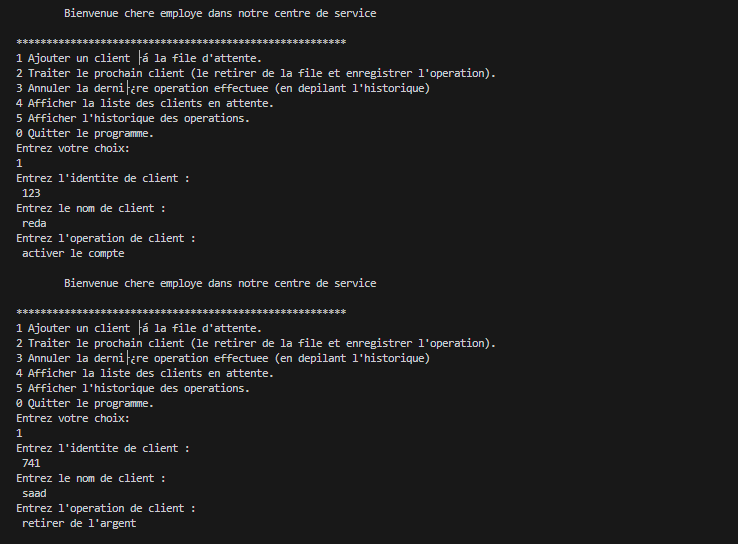 Bienvenue chere employe dans notre centre de service
*******************************************************
1 Ajouter un client ├á la file d'attente.
2 Traiter le prochain client (le retirer de la file et enregistrer l'operation).
3 Annuler la derni├¿re operation effectuee (en depilant l'historique)
4 Afficher la liste des clients en attente.
5 Afficher l'historique des operations.
0 Quitter le programme.
Entrez votre choix:
1
Entrez l'identite de client :
123
Entrez le nom de client :
reda
Entrez l'operation de client :
activer le compte
Bienvenue chere employe dans notre centre de service
*******************************************************
1 Ajouter un client ├á la file d'attente.
2 Traiter le prochain client (le retirer de la file et enregistrer l'operation).
3 Annuler la derni├¿re operation effectuee (en depilant l'historique)
4 Afficher la liste des clients en attente.
5 Afficher l'historique des operations.
0 Quitter le programme.
Entrez votre choix:
1
Entrez l'identite de client :
741
Entrez le nom de client :
saad
Entrez l'operation de client :
retirer de l'argent